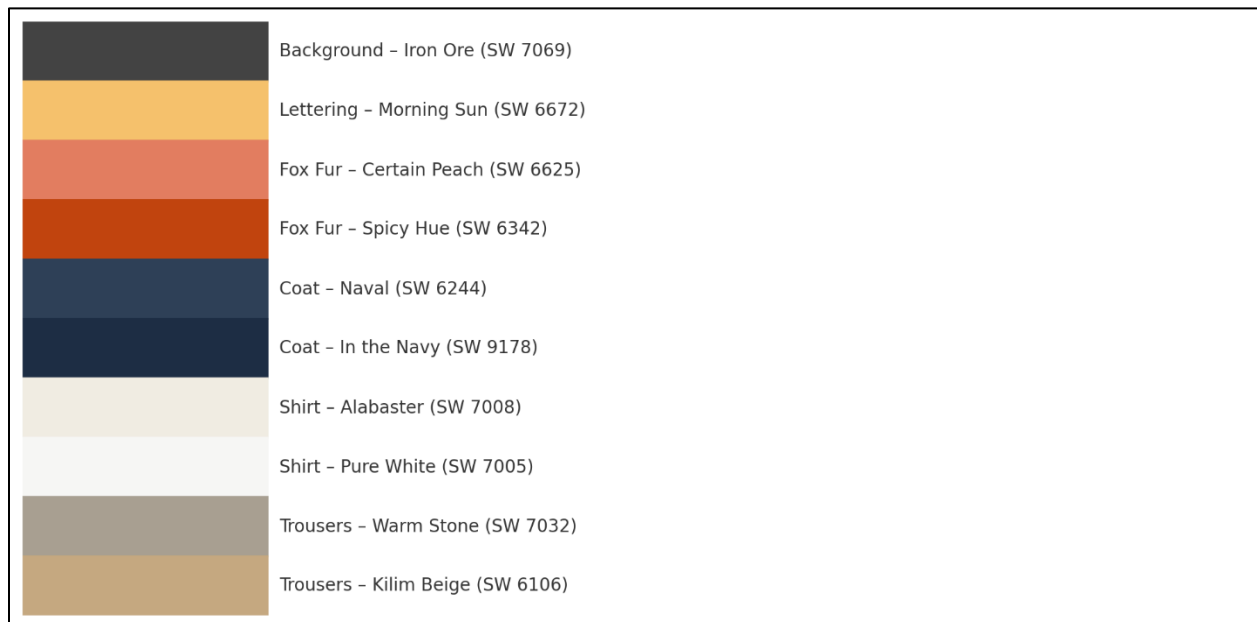 Background – Iron Ore (SW 7069)
Lettering – Morning Sun (SW 6672)
Fox Fur – Certain Peach (SW 6625)
Fox Fur – Spicy Hue (SW 6342)
Coat – Naval (SW 6244)
Coat – In the Navy (SW 9178)
Shirt – Alabaster (SW 7008)
Shirt – Pure White (SW 7005)
Trousers – Warm Stone (SW 7032)
Trousers – Kilim Beige (SW 6106)